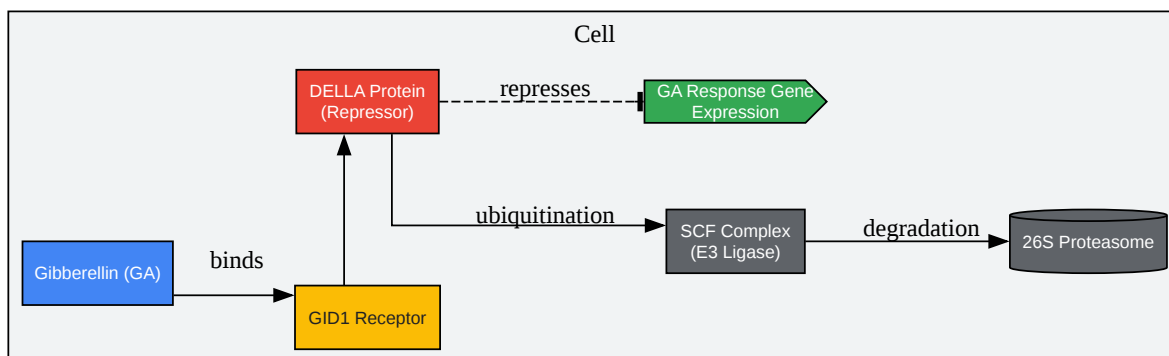 Cell
DELLA Protein
(Repressor)
represses
GA Response Gene
Expression
ubiquitination
SCF Complex
(E3 Ligase)
degradation
26S Proteasome
Gibberellin (GA)
binds
GID1 Receptor